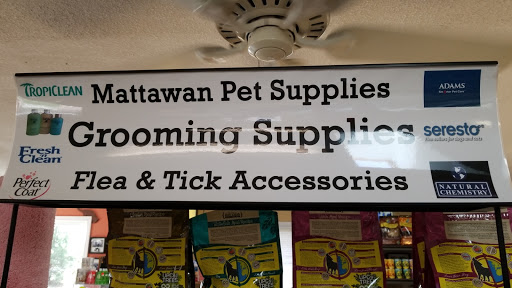 TROPICLEAN
Mattawan Pet Supplies
ADAMS
Grooming Supplies
seresto
Fresh
'n Clean
Perfect
Coat
Flea & Tick Accessories
NATURAL
CHEMISTRY